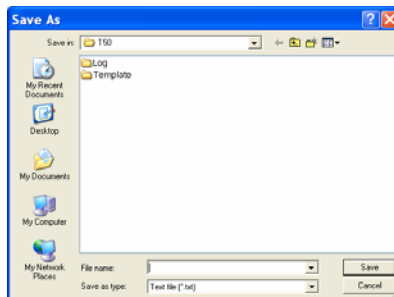 Save As
Save in: T50
Log
Template
My Recent
Documents
Desktop
My Documents
My Computer
My Network
Places
File name:
Save
Save as type: Text file (*.txt)
Cancel